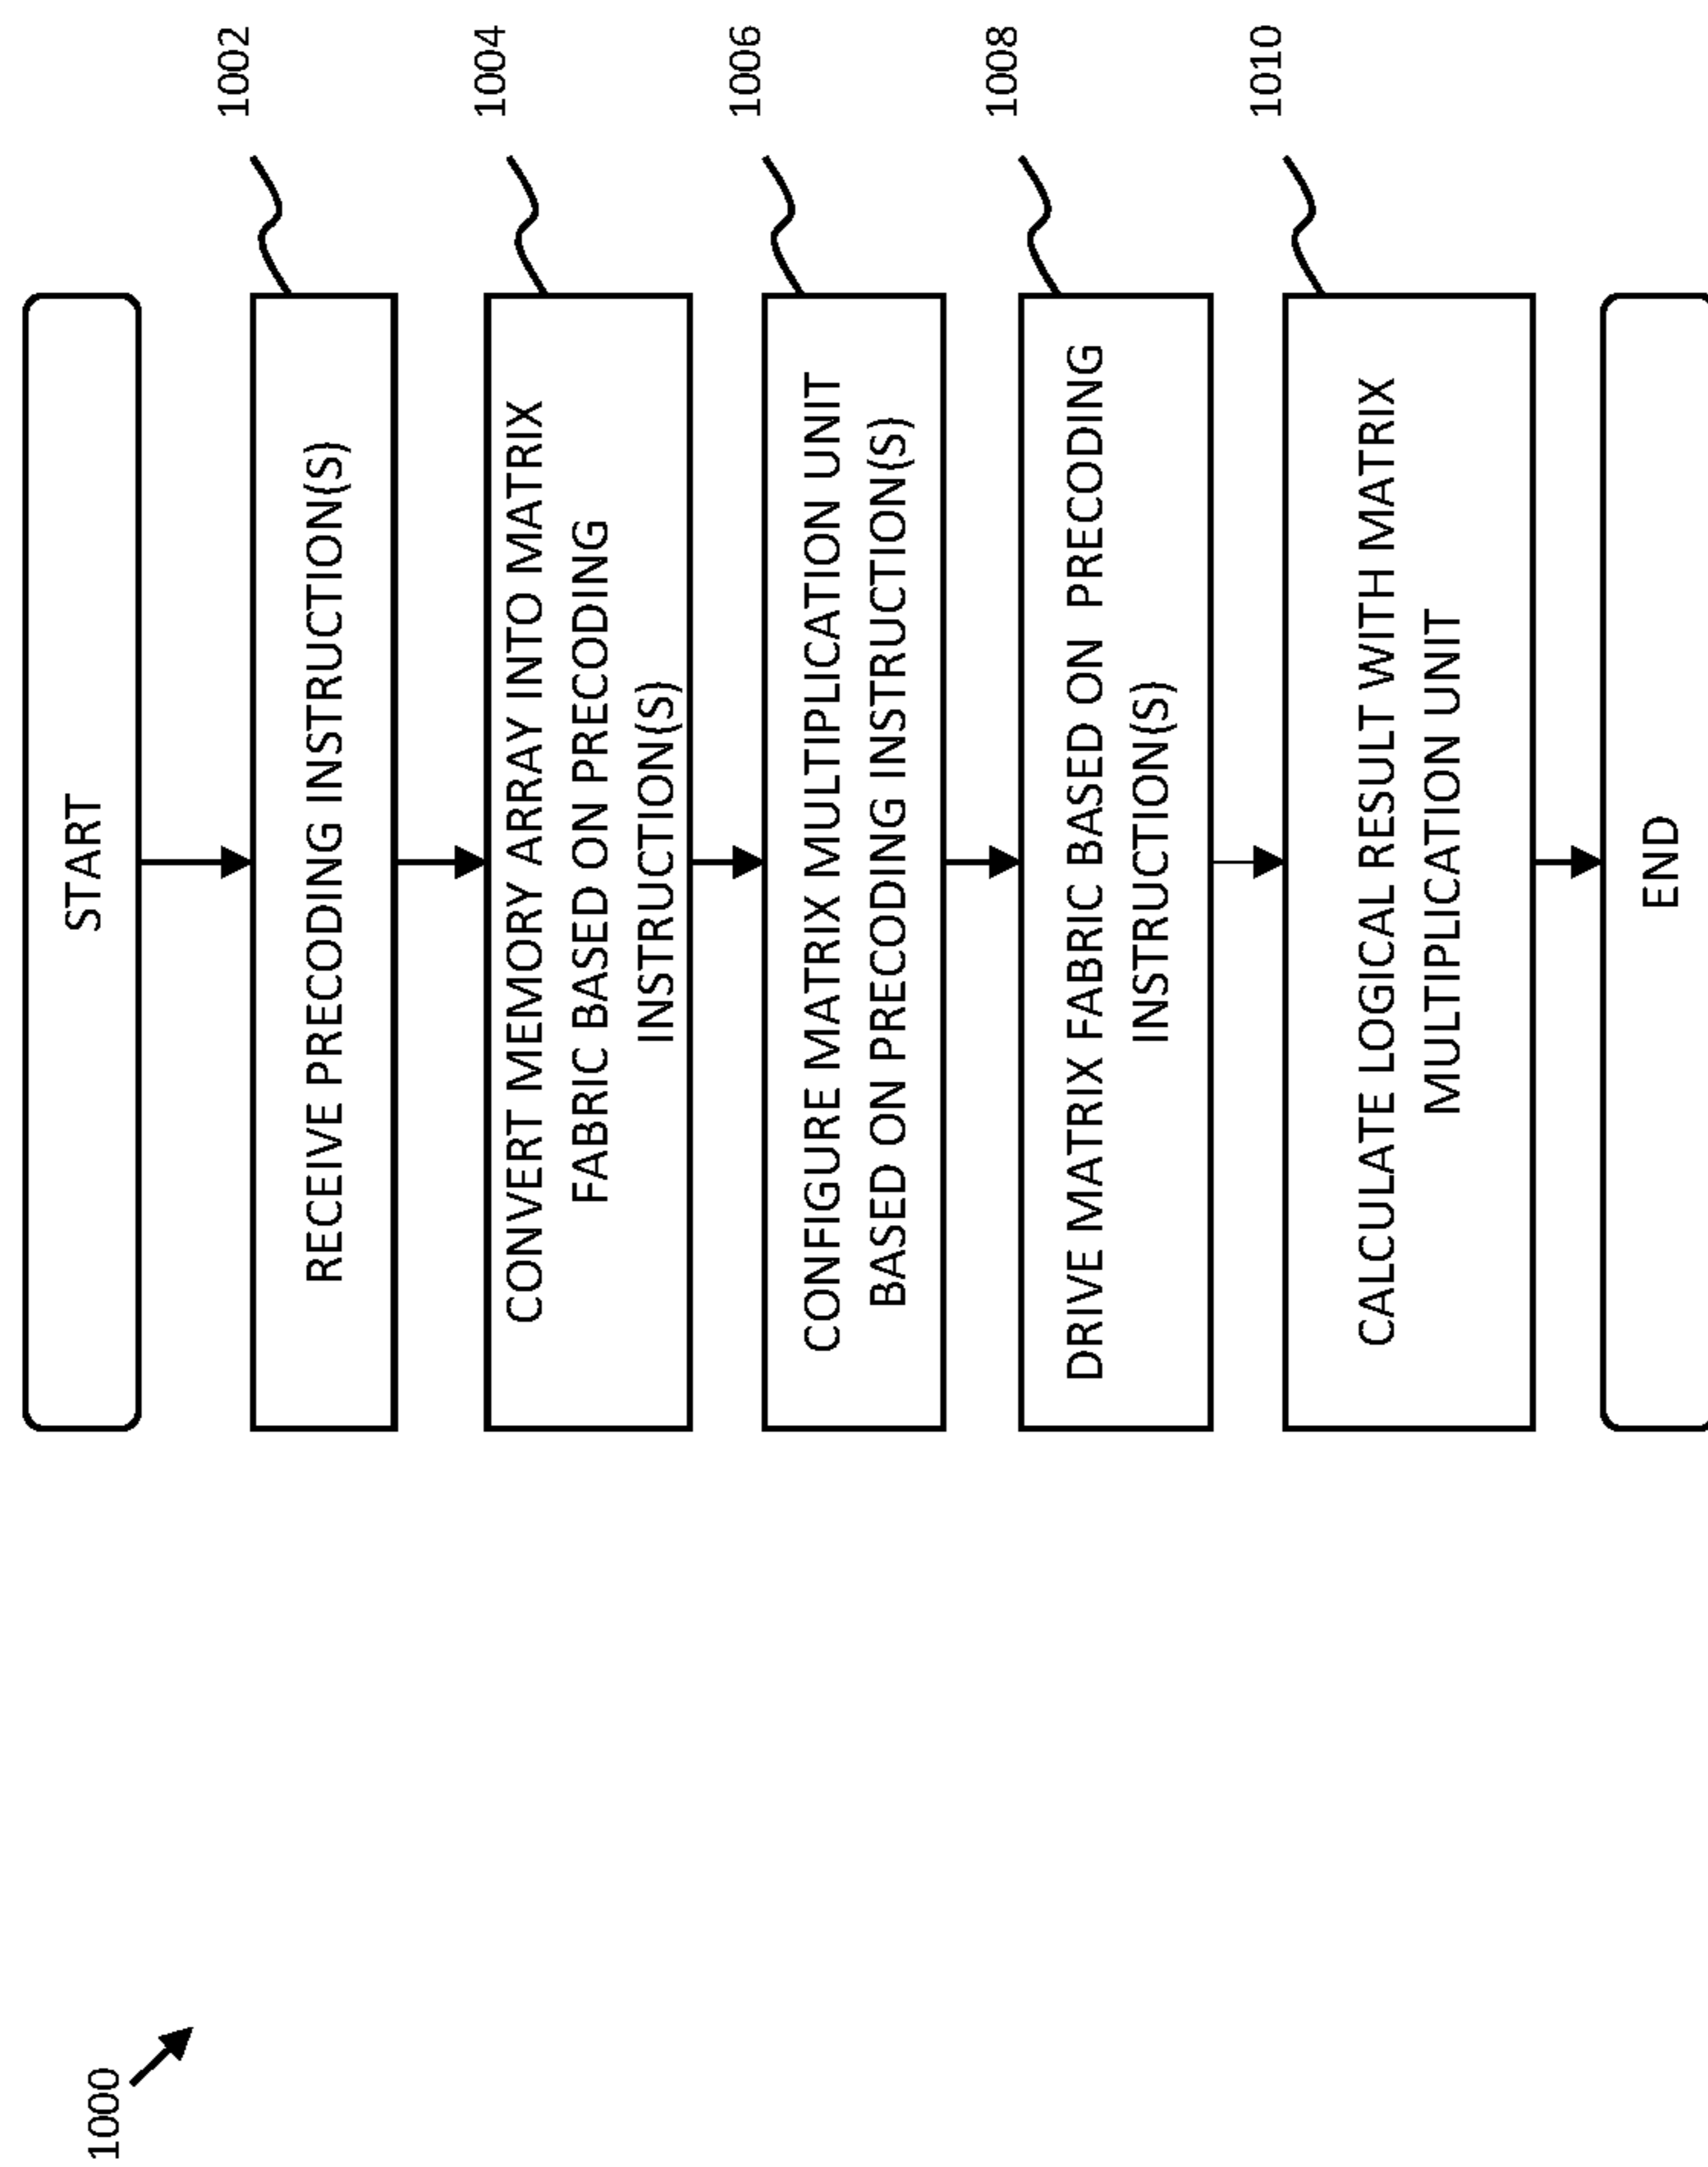 1000
START
1002
RECEIVE PRECODING INSTRUCTION(S)
1004
CONVERT MEMORY ARRAY INTO MATRIX
FABRIC BASED ON PRECODING
INSTRUCTION(S)
1006
CONFIGURE MATRIX MULTIPLICATION UNIT
BASED ON PRECODING INSTRUCTION(S)
1008
DRIVE MATRIX FABRIC BASED ON PRECODING
INSTRUCTION(S)
1010
CALCULATE LOGICAL RESULT WITH MATRIX
MULTIPLICATION UNIT
END